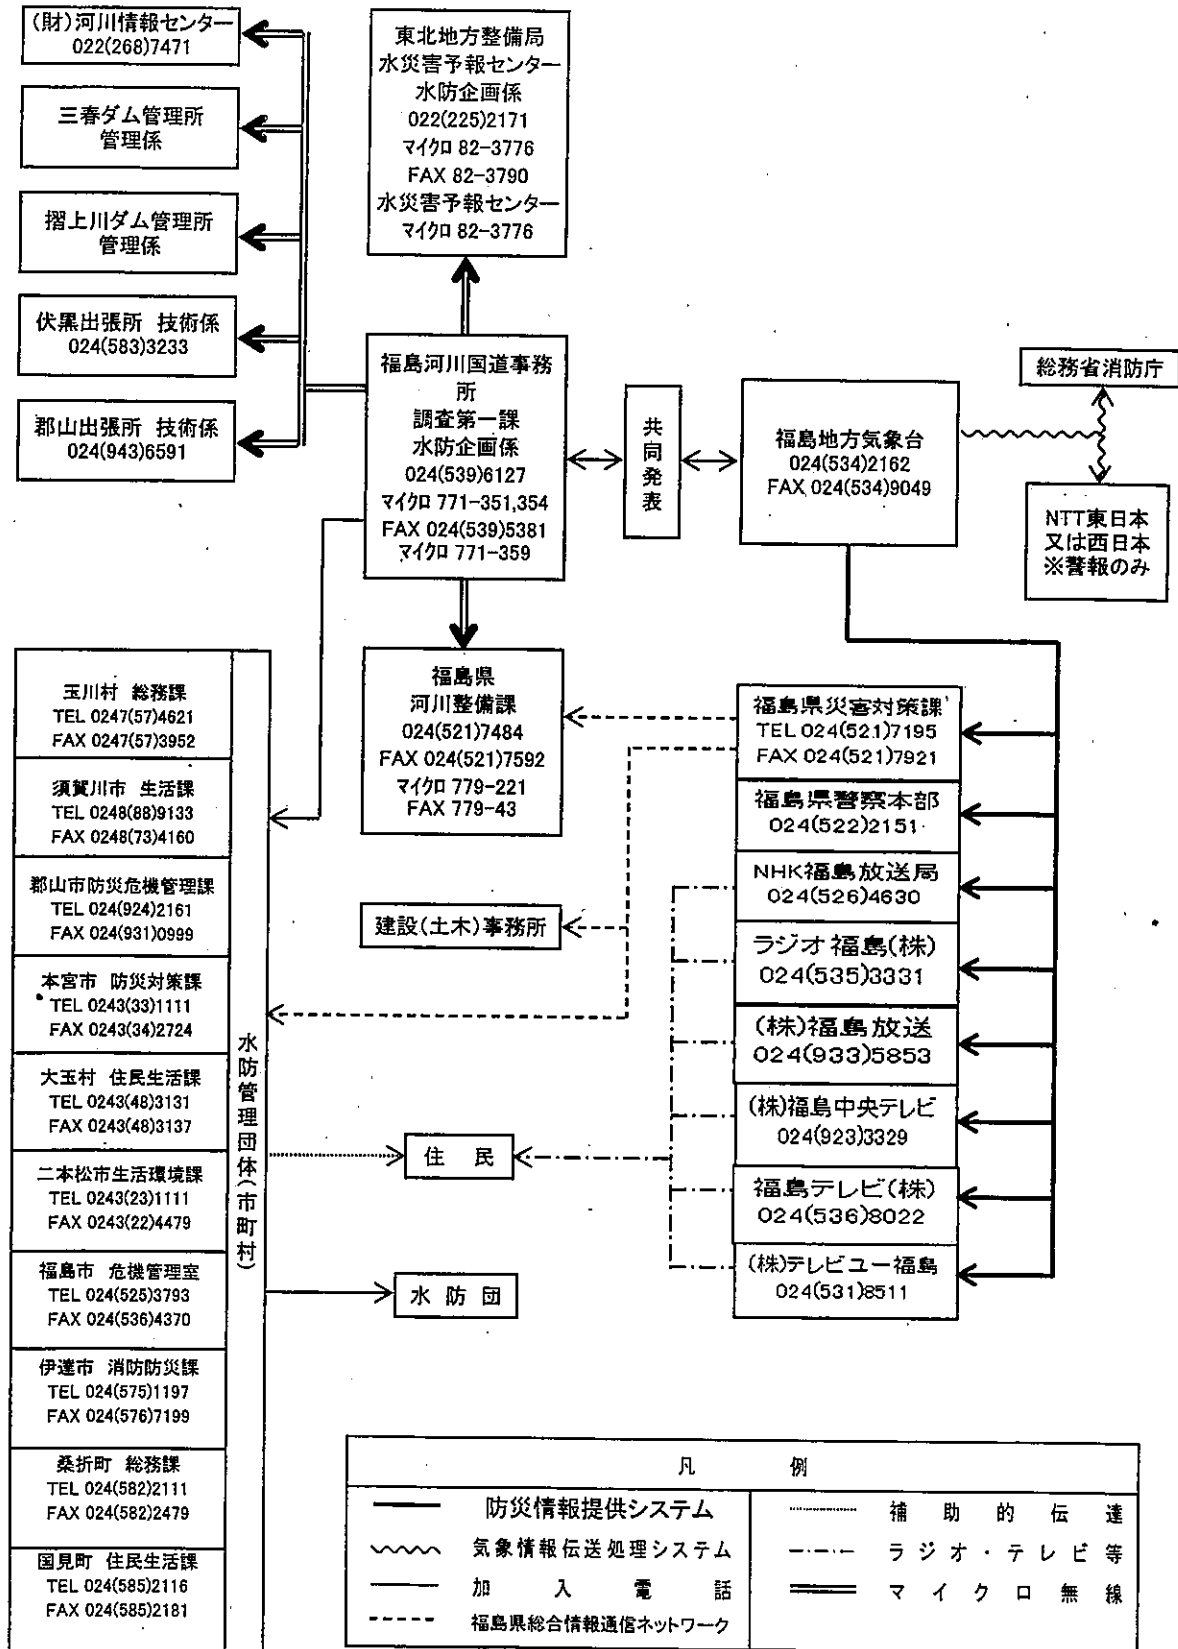 (財)河川情報センター
022(268)7471
三春ダム管理所
管理係
摺上川ダム管理所
管理係
伏黒出張所 技術係
024(583)3233
郡山出張所 技術係
024(943)6591
東北地方整備局
水災害予報センター
水防企画係
022(225)2171
マイクロ 82-3776
FAX 82-3790
水災害予報センター
マイクロ 82-3776
福島河川国道事務
所
調査第一課
水防企画係
024(539)6127
マイクロ 771-351,354
FAX 024(539)5381
マイクロ 771-359
共同発表
福島地方気象台
024(534)2162
FAX 024(534)9049
総務省消防庁
NTT東日本
又は西日本
※警報のみ
福島県
河川整備課
024(521)7484
FAX 024(521)7592
マイクロ 779-221
FAX 779-43
建設(土木)事務所
住民
水防団
福島県災害対策課
TEL 024(521)7195
FAX 024(521)7921
福島県警察本部
024(522)2151
NHK福島放送局
024(526)4630
ラジオ福島(株)
024(535)3331
(株)福島放送
024(933)5853
(株)福島中央テレビ
024(923)3329
福島テレビ(株)
024(536)8022
(株)テレビユー福島
024(531)8511
玉川村 総務課
TEL 0247(57)4621
FAX 0247(57)3952
須賀川市 生活課
TEL 0248(88)9133
FAX 0248(73)4160
郡山市防災危機管理課
TEL 024(924)2161
FAX 024(931)0999
本宮市 防災対策課
TEL 0243(33)1111
FAX 0243(34)2724
大玉村 住民生活課
TEL 0243(48)3131
FAX 0243(48)3137
二本松市生活環境課
TEL 0243(23)1111
FAX 0243(22)4479
福島市 危機管理室
TEL 024(525)3793
FAX 024(536)4370
伊達市 消防防災課
TEL 024(575)1197
FAX 024(576)7199
桑折町 総務課
TEL 024(582)2111
FAX 024(582)2479
国見町 住民生活課
TEL 024(585)2116
FAX 024(585)2181
水防管理団体(市町村)
凡例
防災情報提供システム
気象情報伝送処理システム
加入電話
福島県総合情報通信ネットワーク
補助的伝達
ラジオ・テレビ等
マイクロ無線